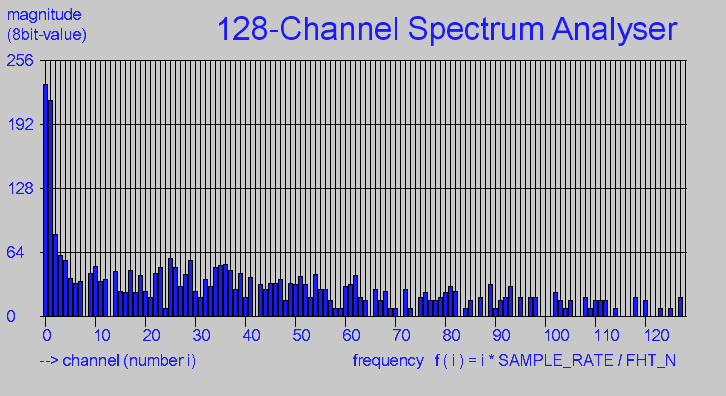 magnitude
(8bit-value)
128-Channel Spectrum Analyser
256
192
128
64
0
0 10 20 30 40 50 60 70 80 90 100 110 120
--> channel (number i)
frequency f ( i ) = i * SAMPLE_RATE / FHT_N